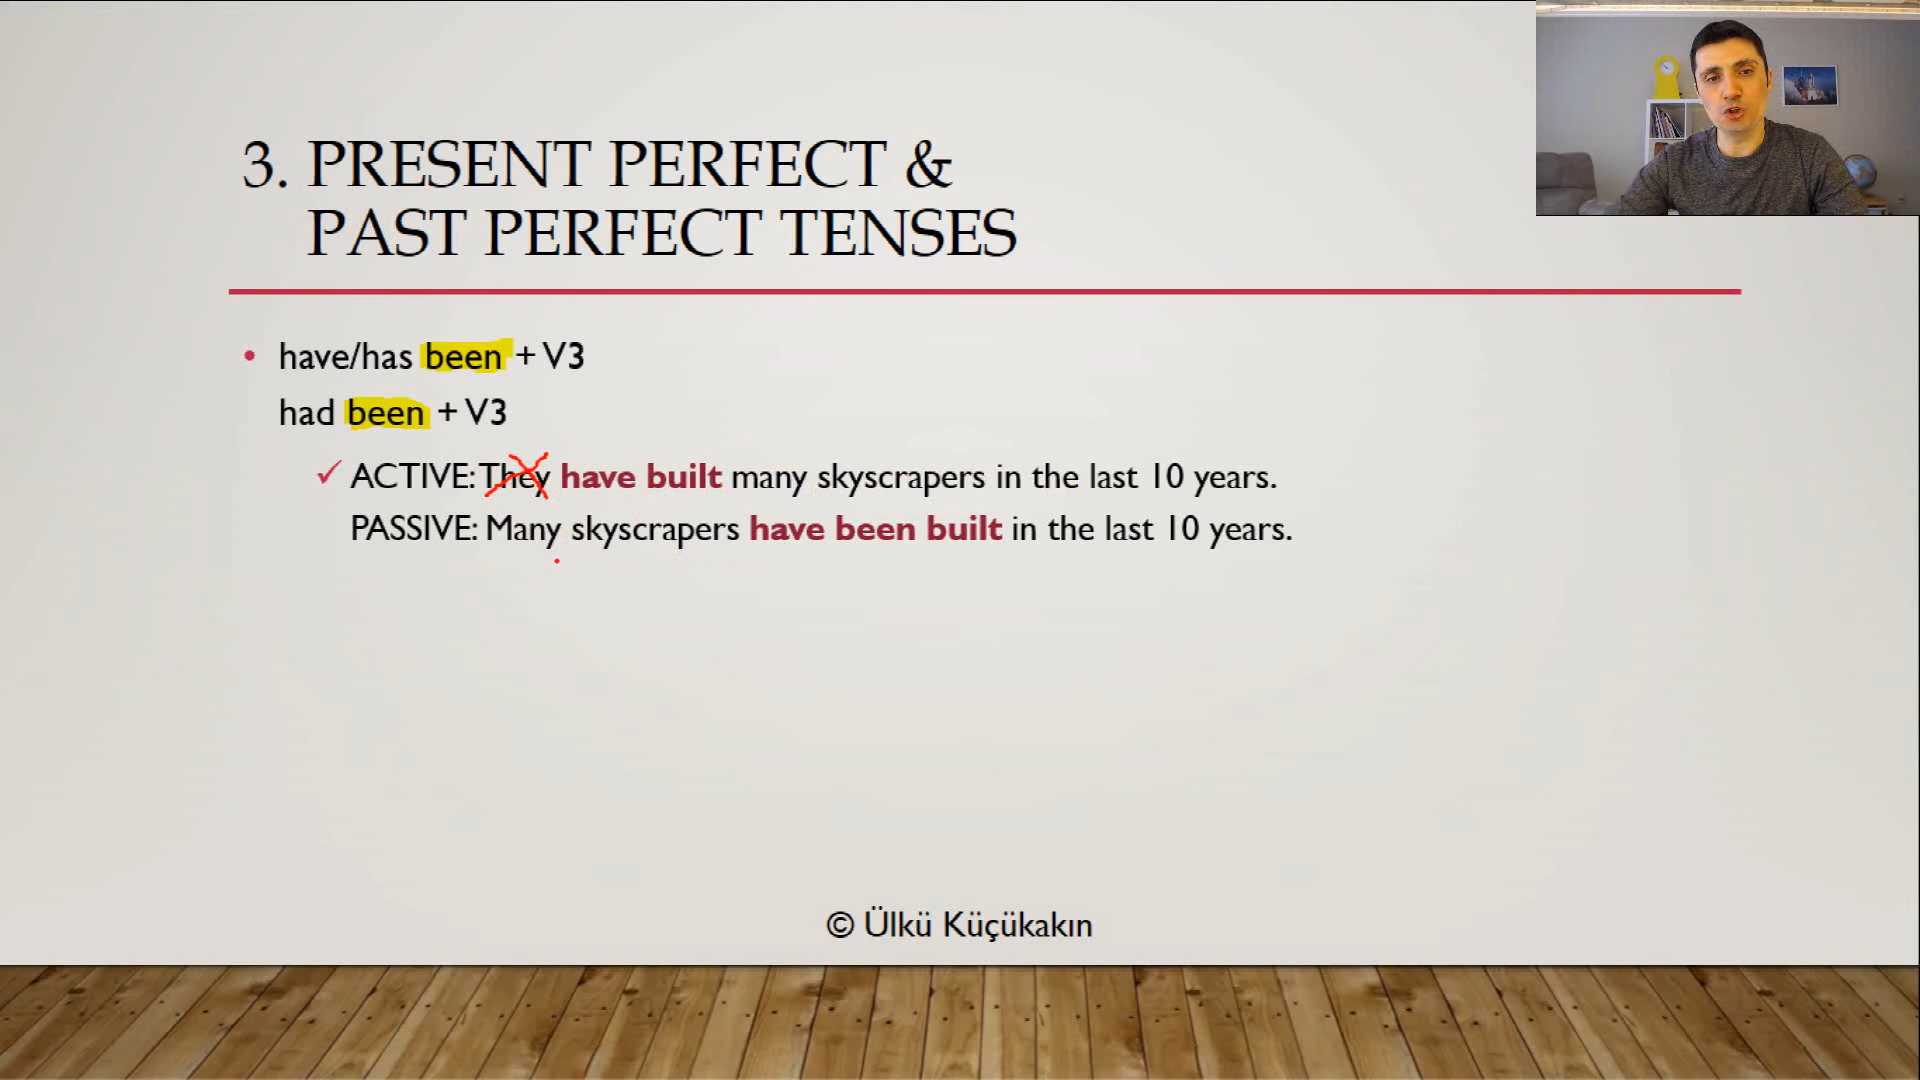 3. PRESENT PERFECT &
PAST PERFECT TENSES
• have/has been + V3
had been + V3
✓ ACTIVE: They have built many skyscrapers in the last 10 years.
PASSIVE: Many skyscrapers have been built in the last 10 years.
© Ülkü Küçükakın